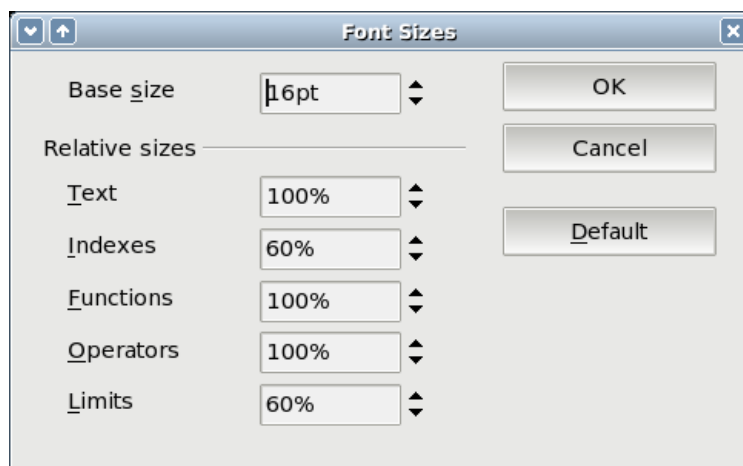 Font Sizes
Base size 16pt OK
Relative sizes Cancel
Text 100%
Default
Indexes 60%
Functions 100%
Operators 100%
Limits 60%